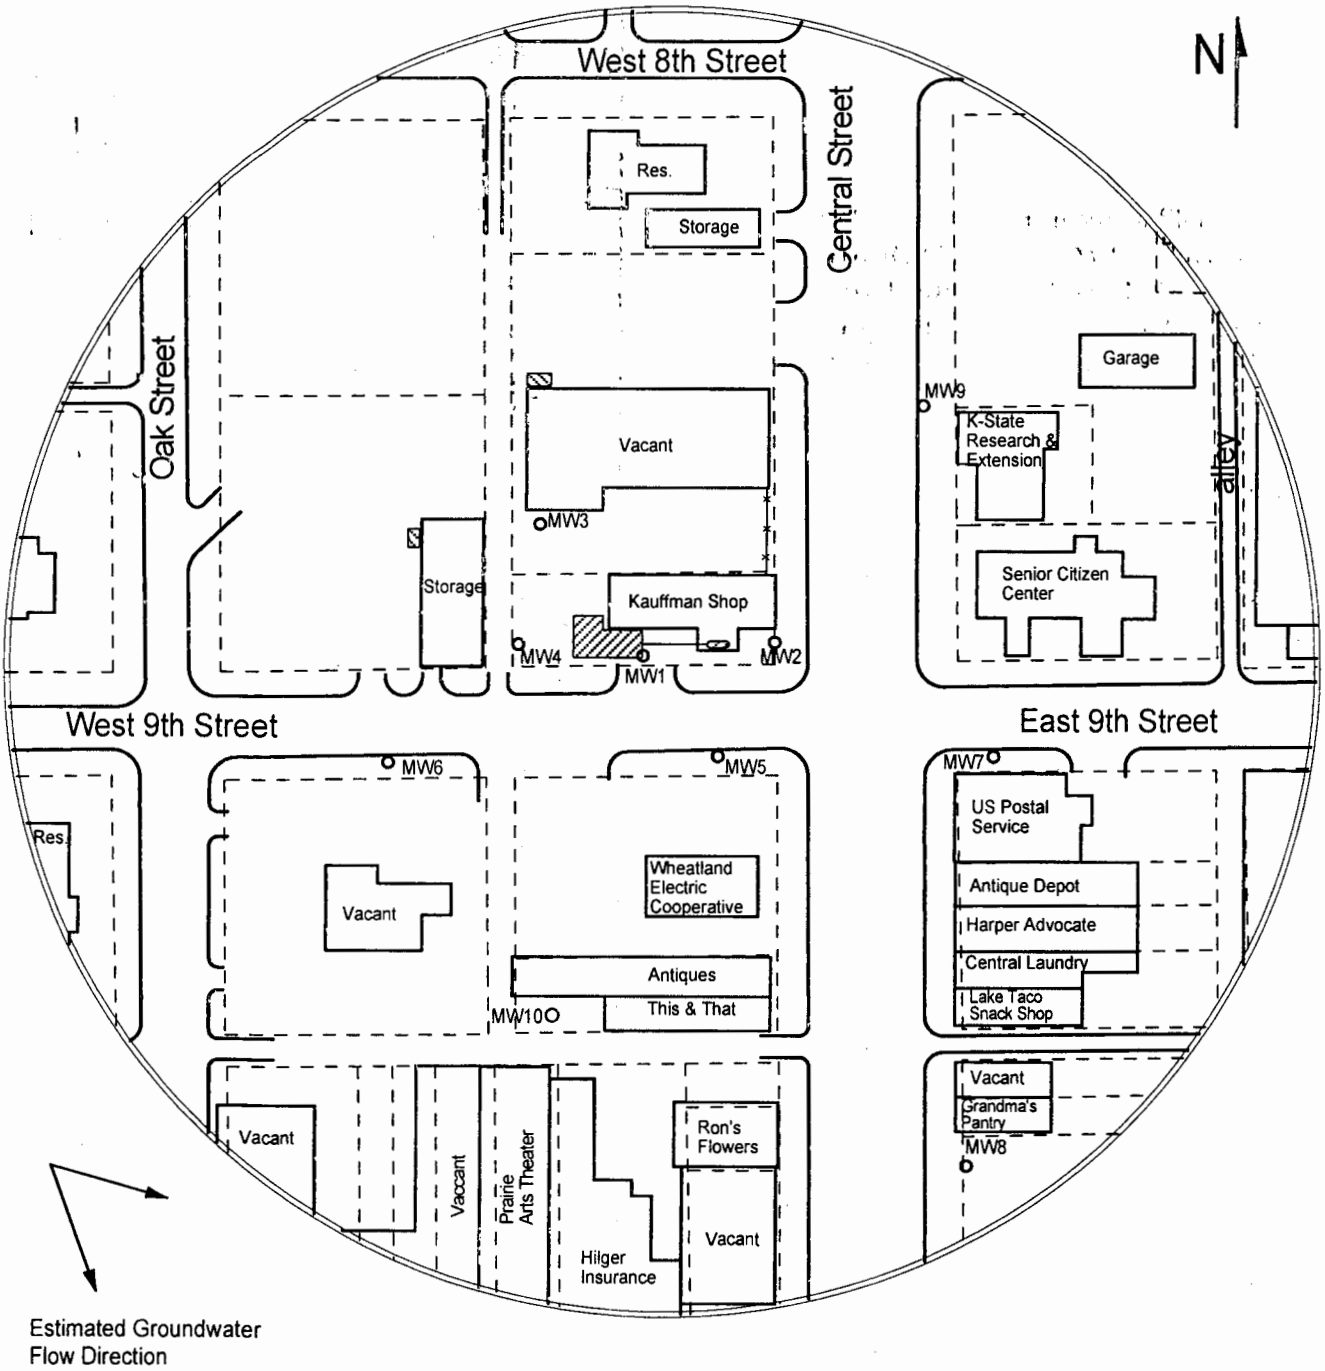 West 8th Street
N
Central Street
Res.
Storage
Oak Street
Garage
MW9
K-State
Research &
Extension
alley
Vacant
MW3
Storage
Senior Citizen
Center
Kauffman Shop
MW4
MW1
MW2
West 9th Street
East 9th Street
MW6
MW5
MW7
US Postal
Service
Res.
Wheatland
Electric
Cooperative
Antique Depot
Vacant
Harper Advocate
Central Laundry
Antiques
This & That
Lake Taco
Snack Shop
MW10
Vacant
Grandma's
Pantry
Vacant
Vaccant
Prairie
Arts Theater
Ron's
Flowers
MW8
Vacant
Hilger
Insurance
Estimated Groundwater
Flow Direction